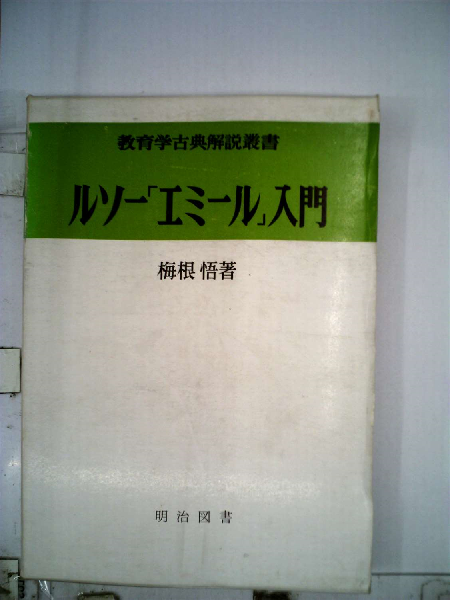 教育学古典解説叢書
ルソー「エミール」入門
梅根 悟著
明治図書